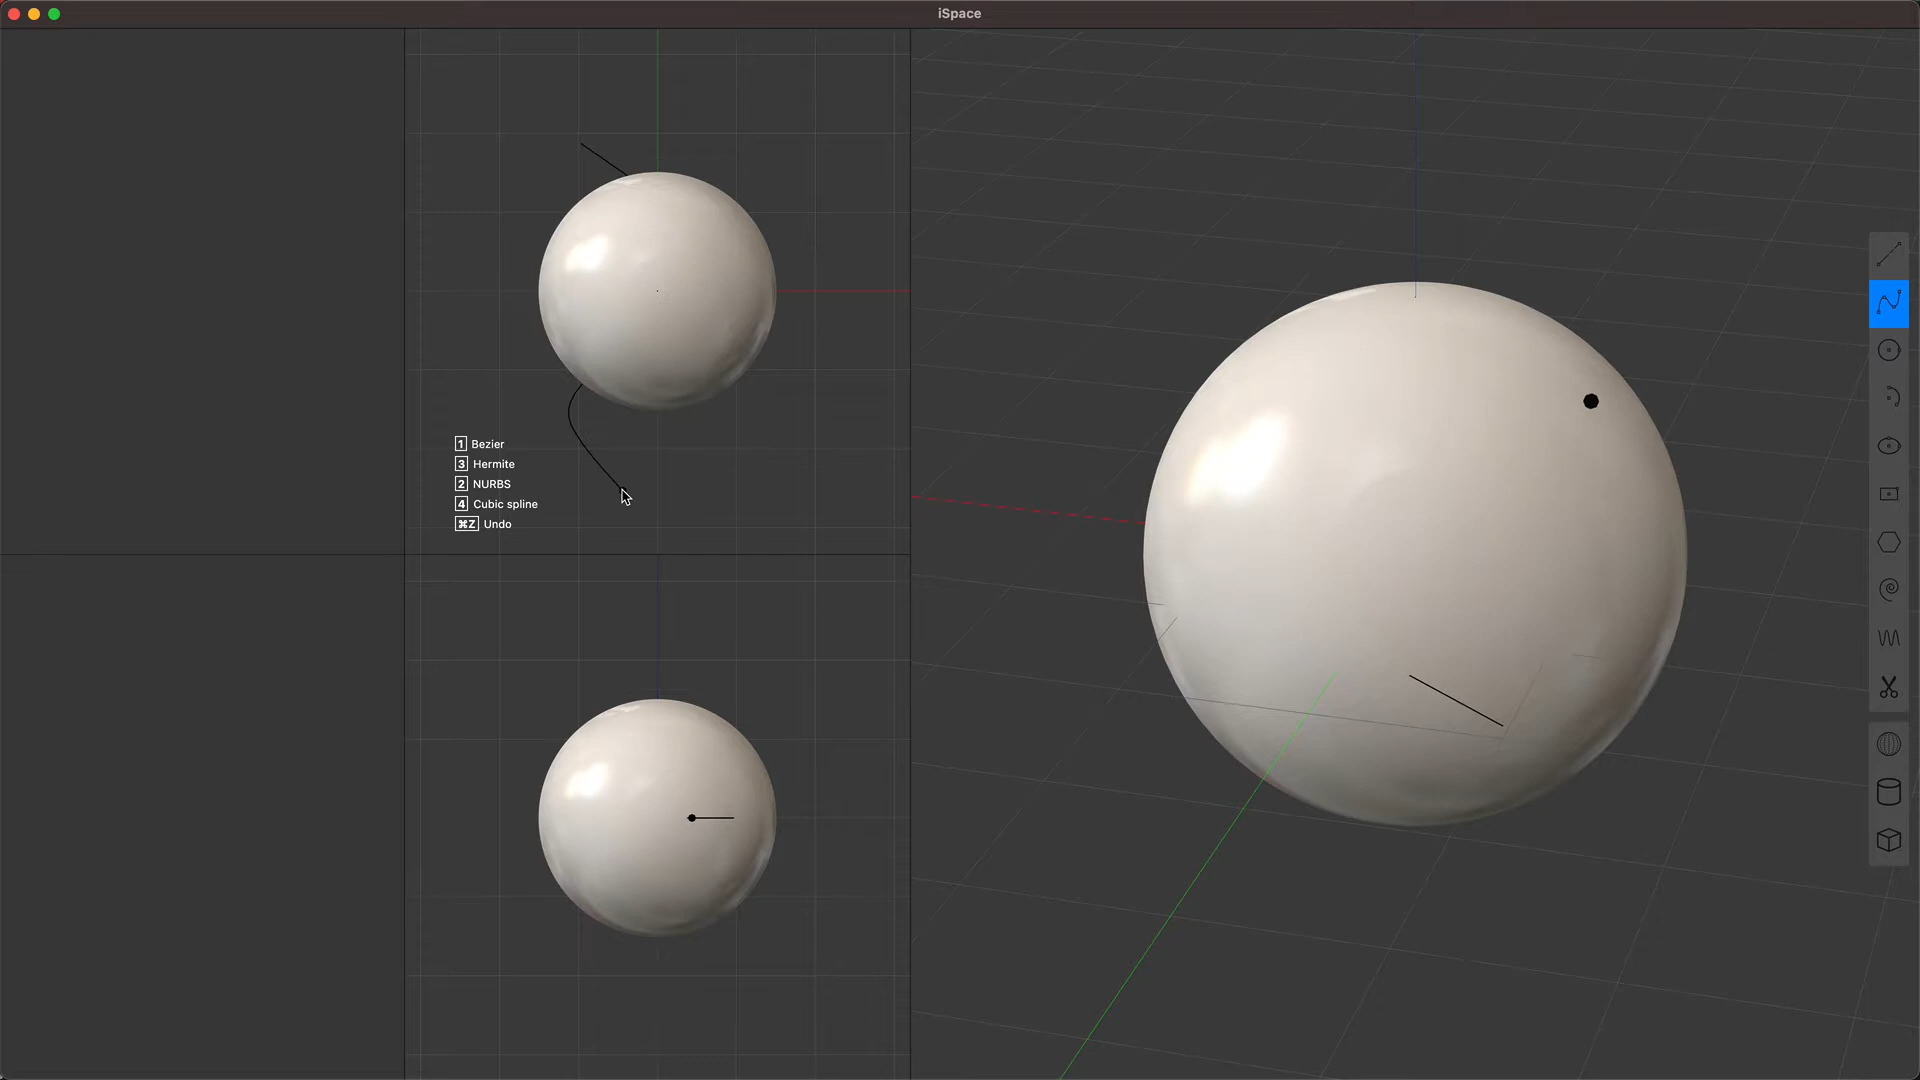 iSpace
1 Bezier
3 Hermite
2 NURBS
4 Cubic spline
⌘Z Undo